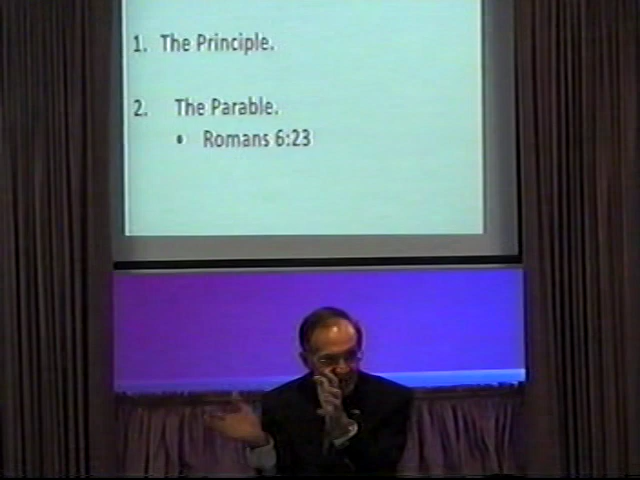 1. The Principle.
2. The Parable.
• Romans 6:23